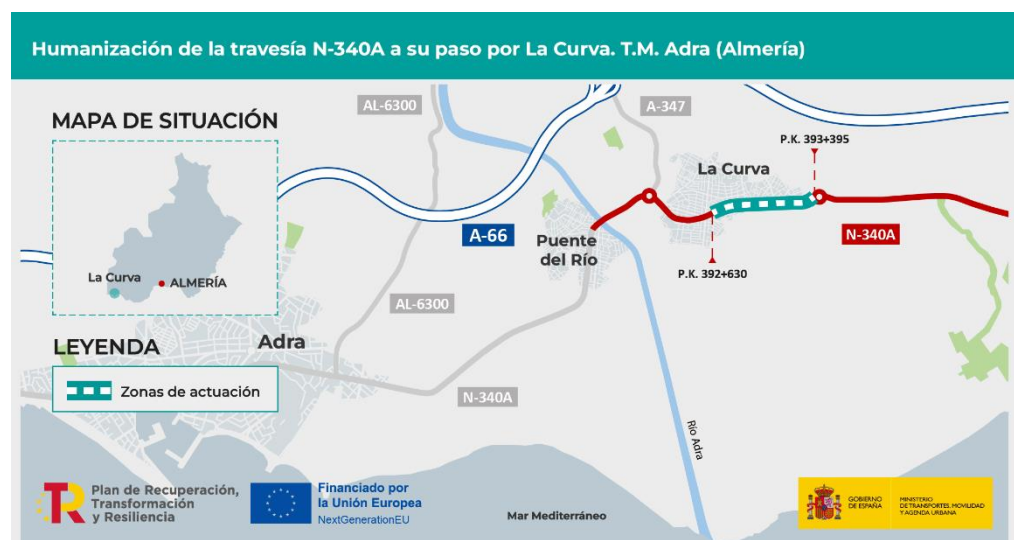 Humanización de la travesía N-340A a su paso por La Curva. T.M. Adra (Almería)
MAPA DE SITUACIÓN
La Curva
ALMERÍA
LEYENDA
Zonas de actuación
AL-6300
A-347
P.K. 393+395
La Curva
A-66
Puente
del Río
N-340A
P.K. 392+630
AL-6300
Adra
N-340A
Río Adra
Mar Mediterráneo
Plan de Recuperación,
Transformación
y Resiliencia
Financiado por
la Unión Europea
NextGenerationEU
GOBIERNO
DE ESPAÑA
MINISTERIO
DE TRANSPORTES, MOVILIDAD
Y AGENDA URBANA